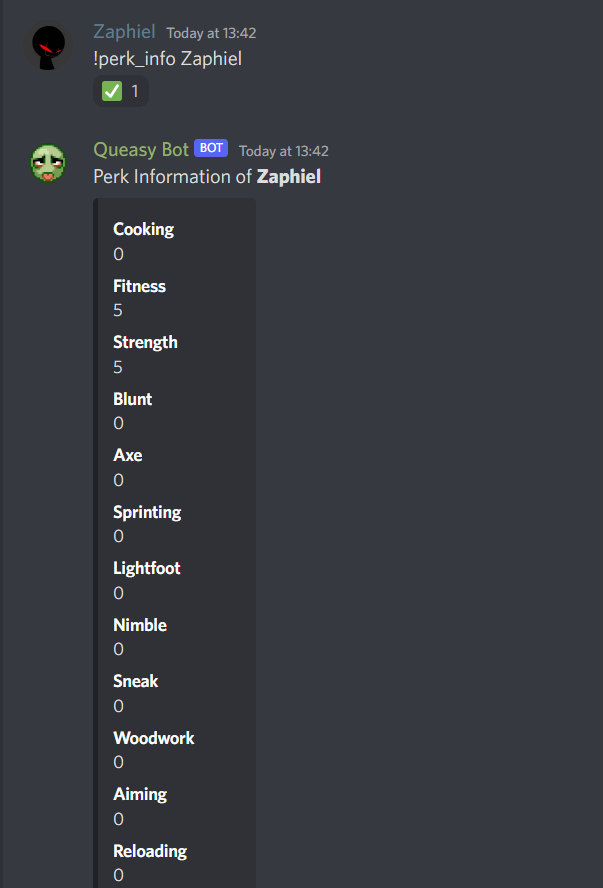 Zaphiel Today at 13:42
!perk_info Zaphiel
1
Queasy Bot BOT Today at 13:42
Perk Information of Zaphiel
Cooking
0
Fitness
5
Strength
5
Blunt
0
Axe
0
Sprinting
0
Lightfoot
0
Nimble
0
Sneak
0
Woodwork
0
Aiming
0
Reloading
0